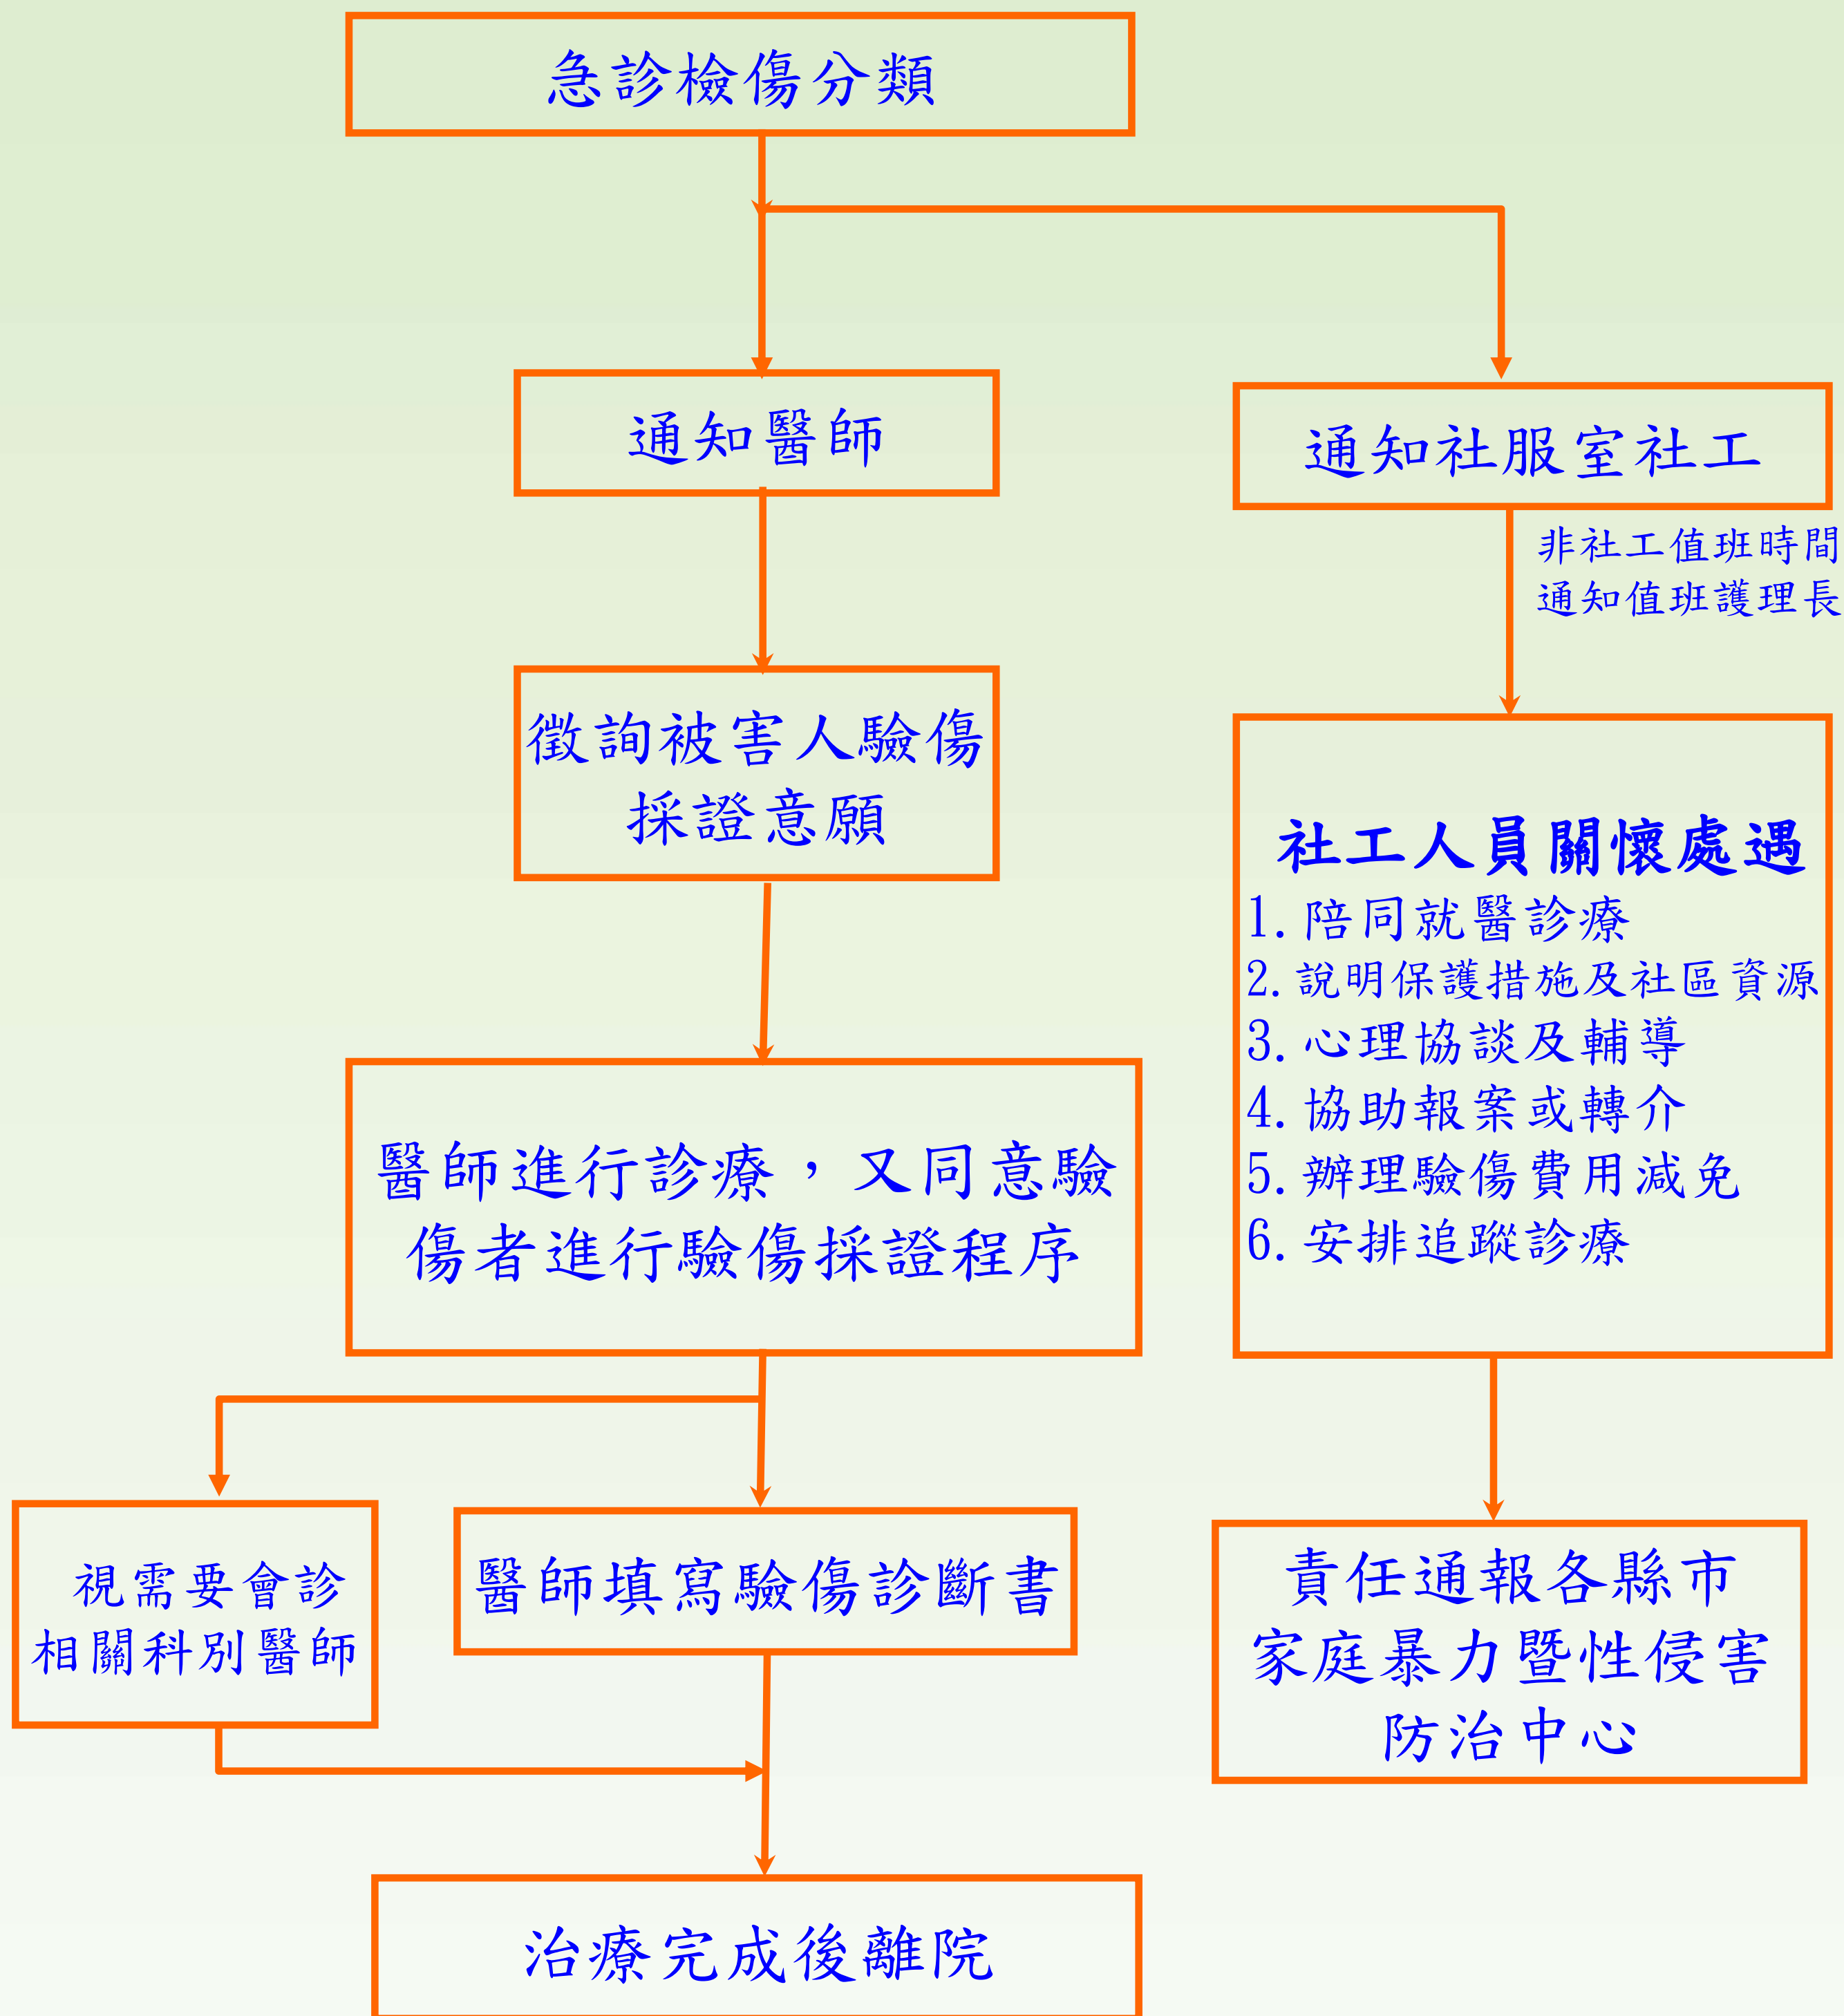 急診檢傷分類
通知醫師
通知社服室社工
非社工值班時間
通知值班護理長
徵詢被害人驗傷
採證意願
社工人員關懷處遇
1.陪同就醫診療
2.說明保護措施及社區資源
3.心理協談及輔導
4.協助報案或轉介
5.辦理驗傷費用減免
6.安排追蹤診療
醫師進行診療，又同意驗
傷者進行驗傷採證程序
視需要會診
相關科別醫師
醫師填寫驗傷診斷書
責任通報各縣市
家庭暴力暨性侵害
防治中心
治療完成後離院